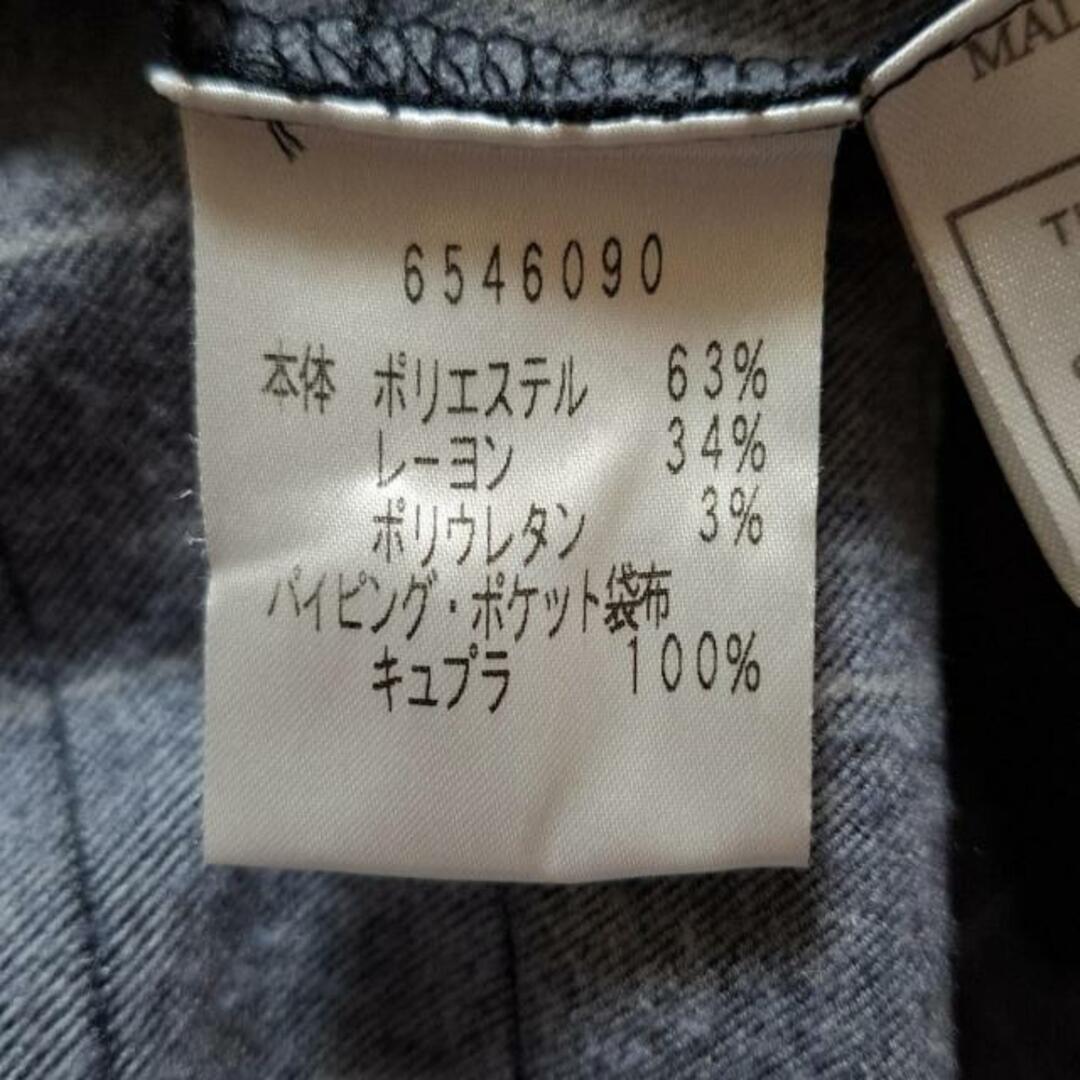 6546090
本体 ポリエステル 63%
レーヨン 34%
ポリウレタン 3%
パイピング・ポケット袋布
キュプラ 100%